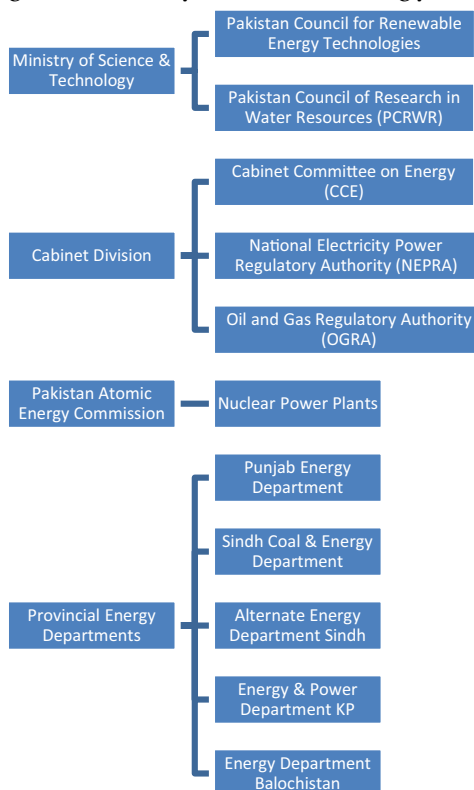 Pakistan Council for Renewable
Energy Technologies
Ministry of Science &
Technology
Pakistan Council of Research in
Water Resources (PCRWR)
Cabinet Committee on Energy
(CCE)
Cabinet Division
National Electricity Power
Regulatory Authority (NEPRA)
Oil and Gas Regulatory Authority
(OGRA)
Pakistan Atomic
Energy Commission
Nuclear Power Plants
Punjab Energy
Department
Sindh Coal & Energy
Department
Provincial Energy
Departments
Alternate Energy
Department Sindh
Energy & Power
Department KP
Energy Department
Balochistan